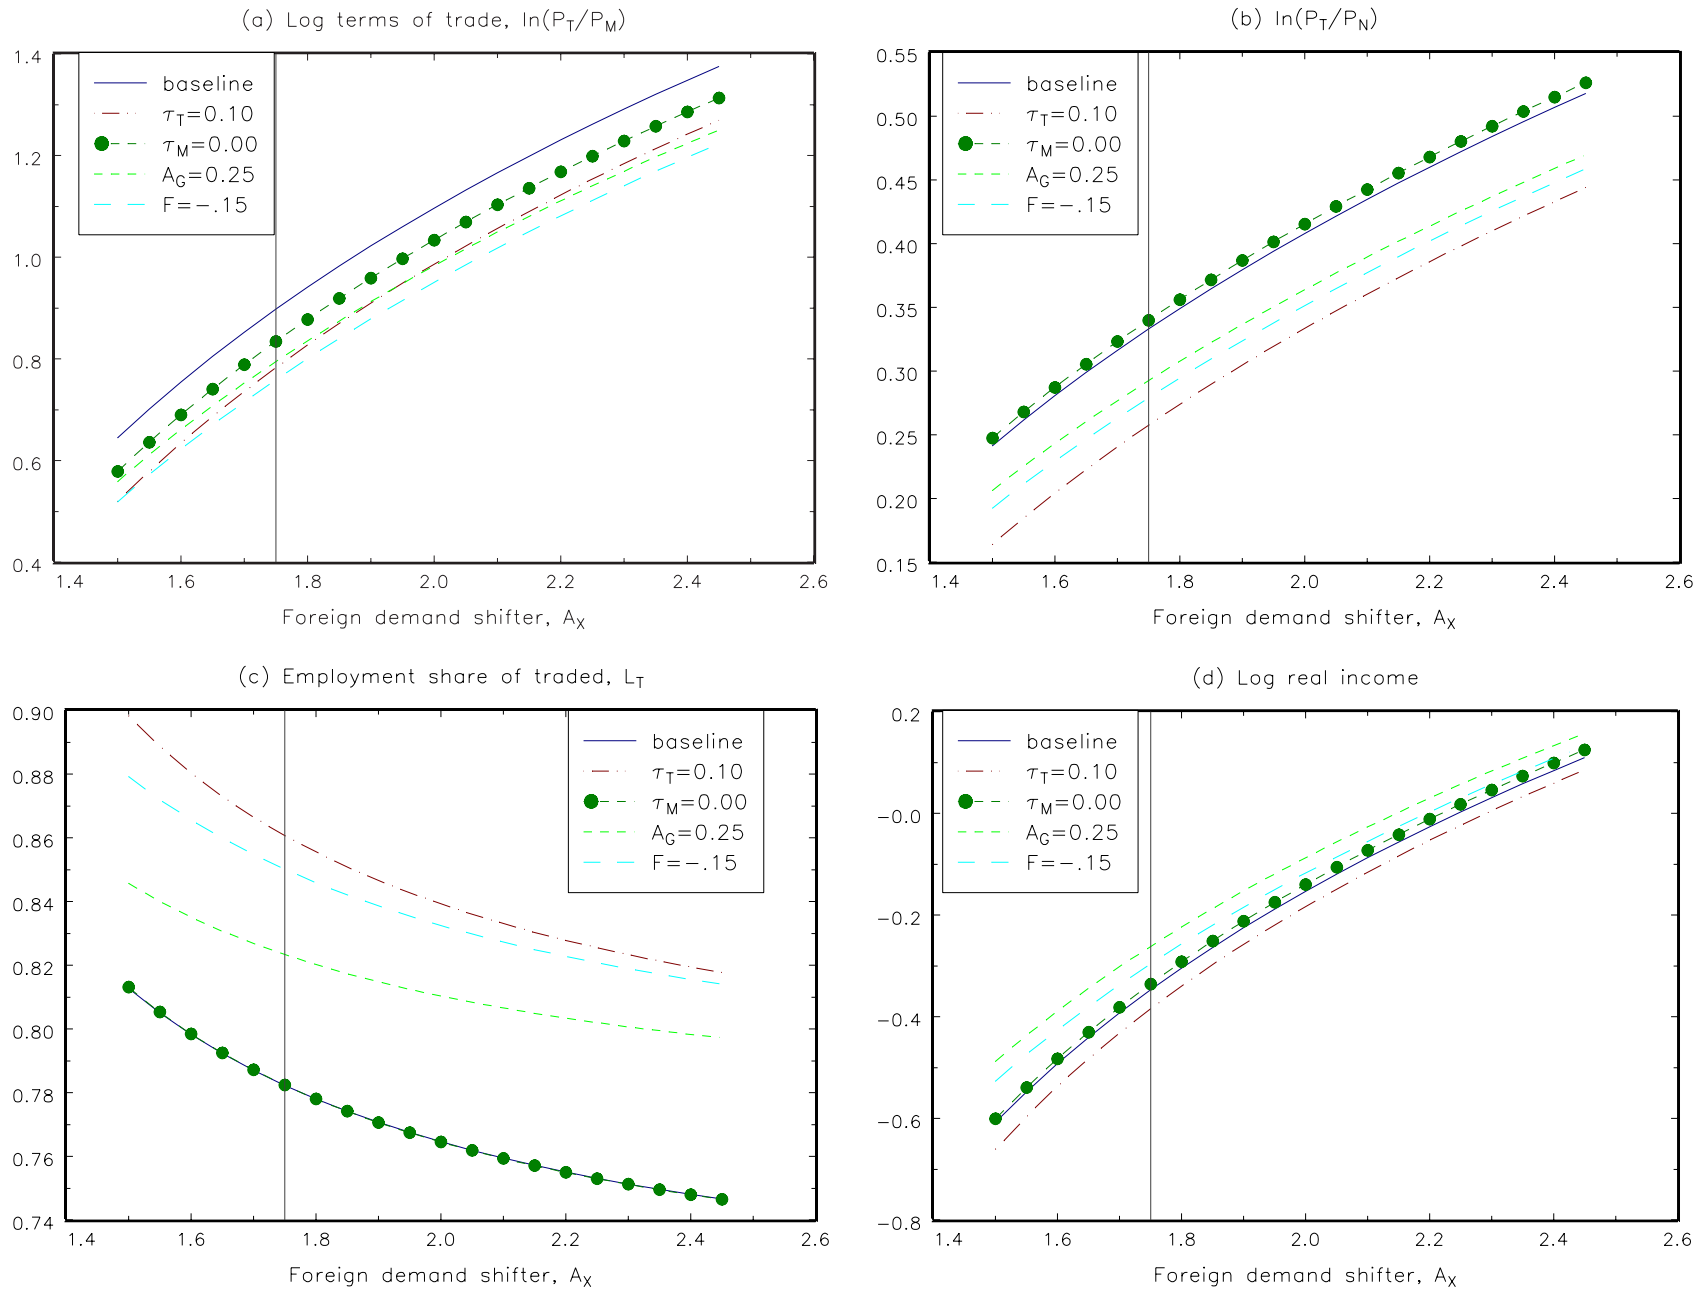 (a) Log terms of trade, ln(P_T/P_M)
1.4
1.2
1.0
0.8
0.6
0.4
baseline
τ_T=0.10
τ_M=0.00
A_G=0.25
F=−.15
1.4 1.6 1.8 2.0 2.2 2.4 2.6
Foreign demand shifter, A_X
(b) ln(P_T/P_N)
0.55
0.50
0.45
0.40
0.35
0.30
0.25
0.20
0.15
baseline
τ_T=0.10
τ_M=0.00
A_G=0.25
F=−.15
1.4 1.6 1.8 2.0 2.2 2.4 2.6
Foreign demand shifter, A_X
(c) Employment share of traded, L_T
0.90
0.88
0.86
0.84
0.82
0.80
0.78
0.76
0.74
baseline
τ_T=0.10
τ_M=0.00
A_G=0.25
F=−.15
1.4 1.6 1.8 2.0 2.2 2.4 2.6
Foreign demand shifter, A_X
(d) Log real income
0.2
−0.0
−0.2
−0.4
−0.6
−0.8
baseline
τ_T=0.10
τ_M=0.00
A_G=0.25
F=−.15
1.4 1.6 1.8 2.0 2.2 2.4 2.6
Foreign demand shifter, A_X